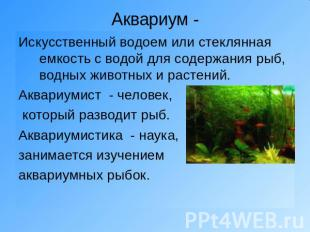 Аквариум -
Искусственный водоем или стеклянная
емкость с водой для содержания рыб,
водных животных и растений.
Аквариумист - человек,
который разводит рыб.
Аквариумистика - наука,
занимается изучением
аквариумных рыбок.
PPt4WEB.ru